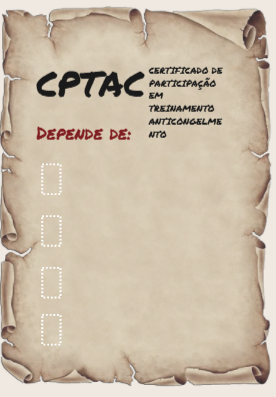 CPTAC
CERTIFICADO DE
PARTICIPAÇÃO
EM
TREINAMENTO
ANTICONGELME
NTO
DEPENDE DE: